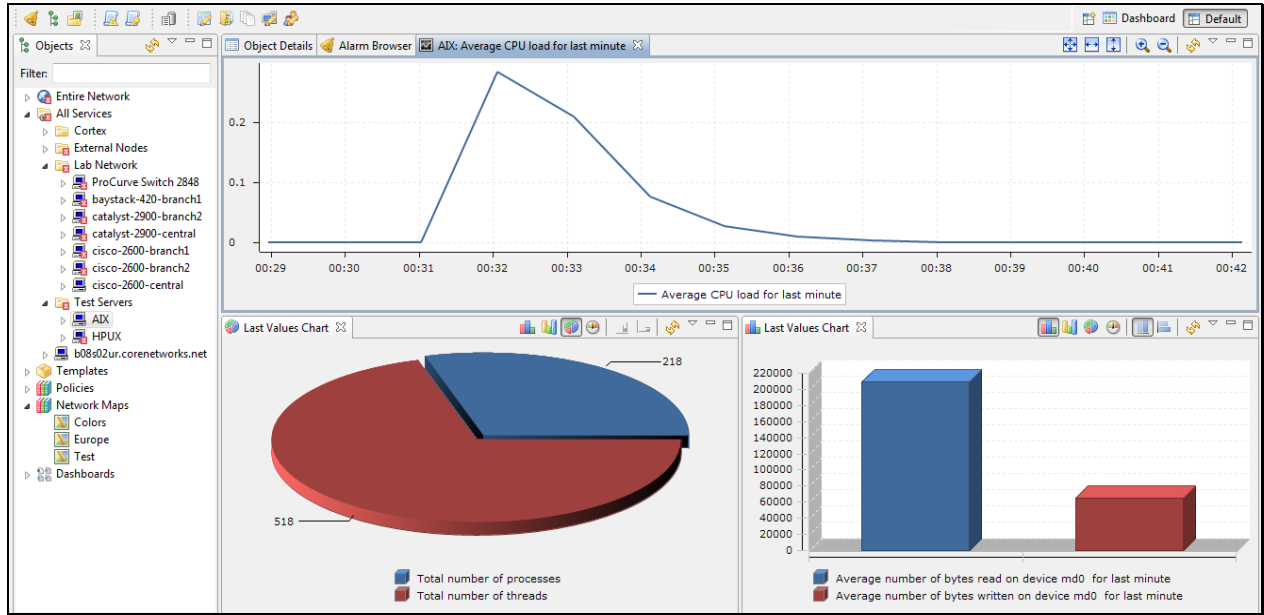 Dashboard
Default
Objects
Object Details
Alarm Browser
AIX: Average CPU load for last minute
Filter:
Entire Network
All Services
Cortex
External Nodes
Lab Network
ProCurve Switch 2848
baystack-420-branch1
catalyst-2900-branch2
catalyst-2900-central
cisco-2600-branch1
cisco-2600-branch2
cisco-2600-central
Test Servers
AIX
HPUX
b08s02ur.corenetworks.net
Templates
Policies
Network Maps
Colors
Europe
Test
Dashboards
0.2
0.1
0
00:29 00:30 00:31 00:32 00:33 00:34 00:35 00:36 00:37 00:38 00:39 00:40 00:41 00:42
Average CPU load for last minute
Last Values Chart
218
518
Total number of processes
Total number of threads
Last Values Chart
220000
200000
180000
160000
140000
120000
100000
80000
60000
40000
20000
0
Average number of bytes read on device md0 for last minute
Average number of bytes written on device md0 for last minute